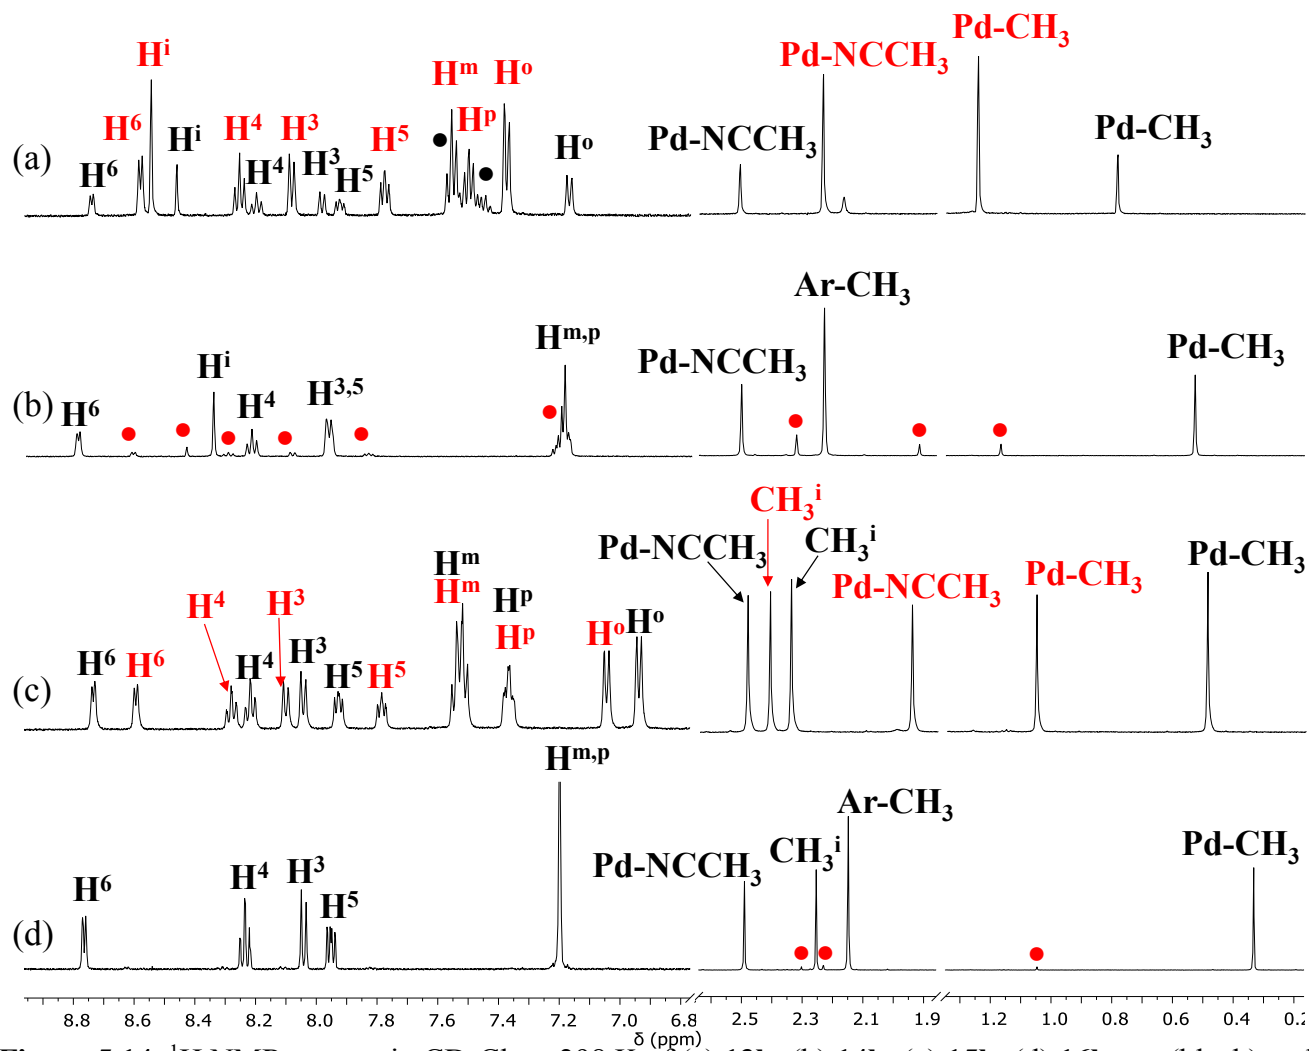 Pd-CH₃
Hⁱ Hᵐ Hᵒ Pd-NCCH₃
H⁶ Hⁱ H⁴ H³ H⁵ Hᵖ Pd-NCCH₃ Pd-CH₃
(a) H⁶ H⁴ H³ H⁵ Hᵒ
Ar-CH₃
Hⁱ Hᵐ,ᵖ Pd-NCCH₃ Pd-CH₃
(b) H⁶ H⁴ H³,⁵
CH₃ⁱ
Hᵐ Pd-NCCH₃ CH₃ⁱ Pd-CH₃
H⁴ H³ Hᵐ Hᵖ Pd-NCCH₃ Pd-CH₃
(c) H⁶ H⁶ H⁴ H³ H⁵ H⁵ Hᵖ Hᵒ Hᵒ
Hᵐ,ᵖ
Ar-CH₃
H⁶ H⁴ H³ Pd-NCCH₃ CH₃ⁱ Pd-CH₃
(d) H⁵
8.8 8.6 8.4 8.2 8.0 7.8 7.6 7.4 7.2 7.0 6.8 2.5 2.3 2.1 1.9 1.2 1.0 0.8 0.6 0.4 0.2
δ (ppm)